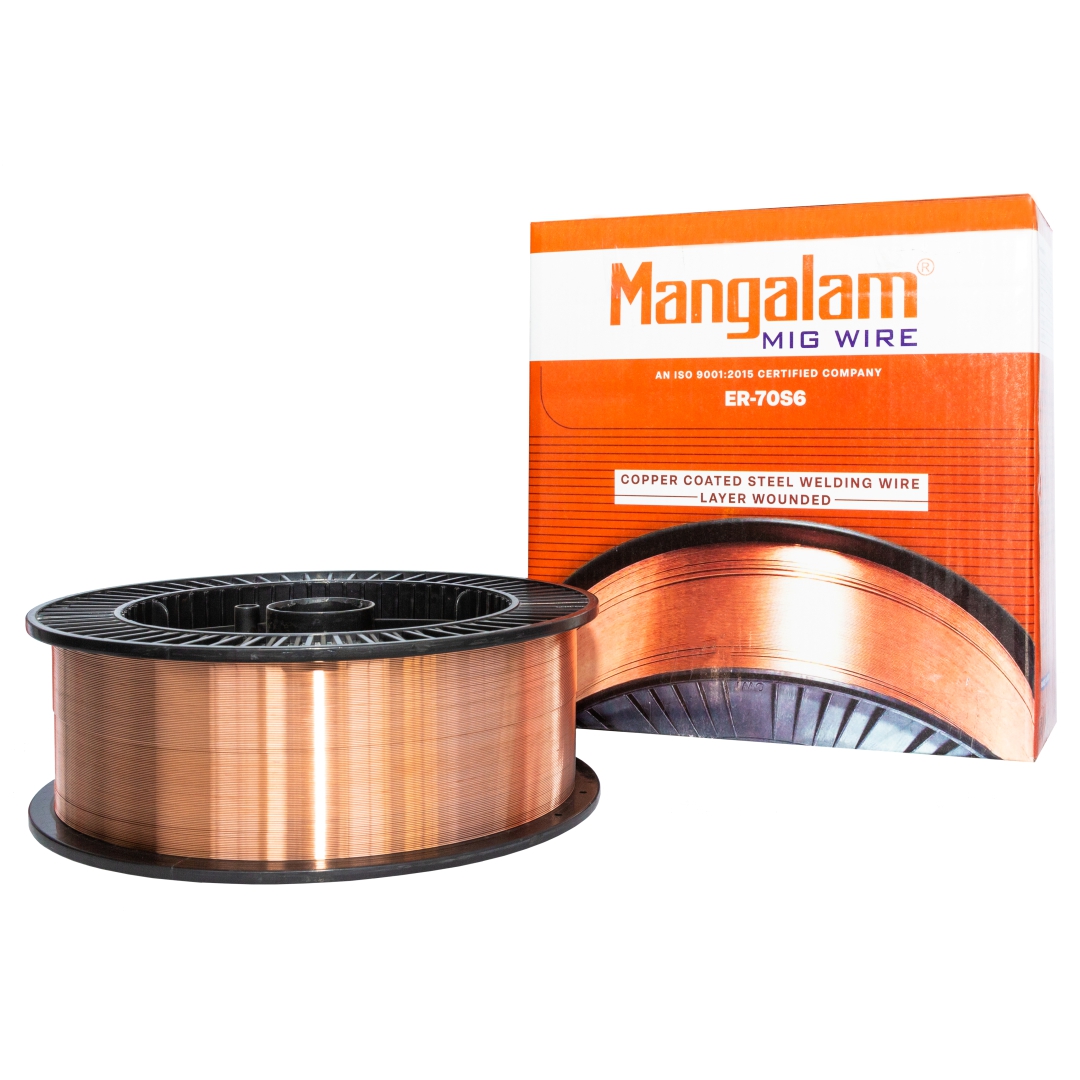 Mangalam®
MIG WIRE
AN ISO 9001:2015 CERTIFIED COMPANY
ER-70S6
COPPER COATED STEEL WELDING WIRE
LAYER WOUNDED